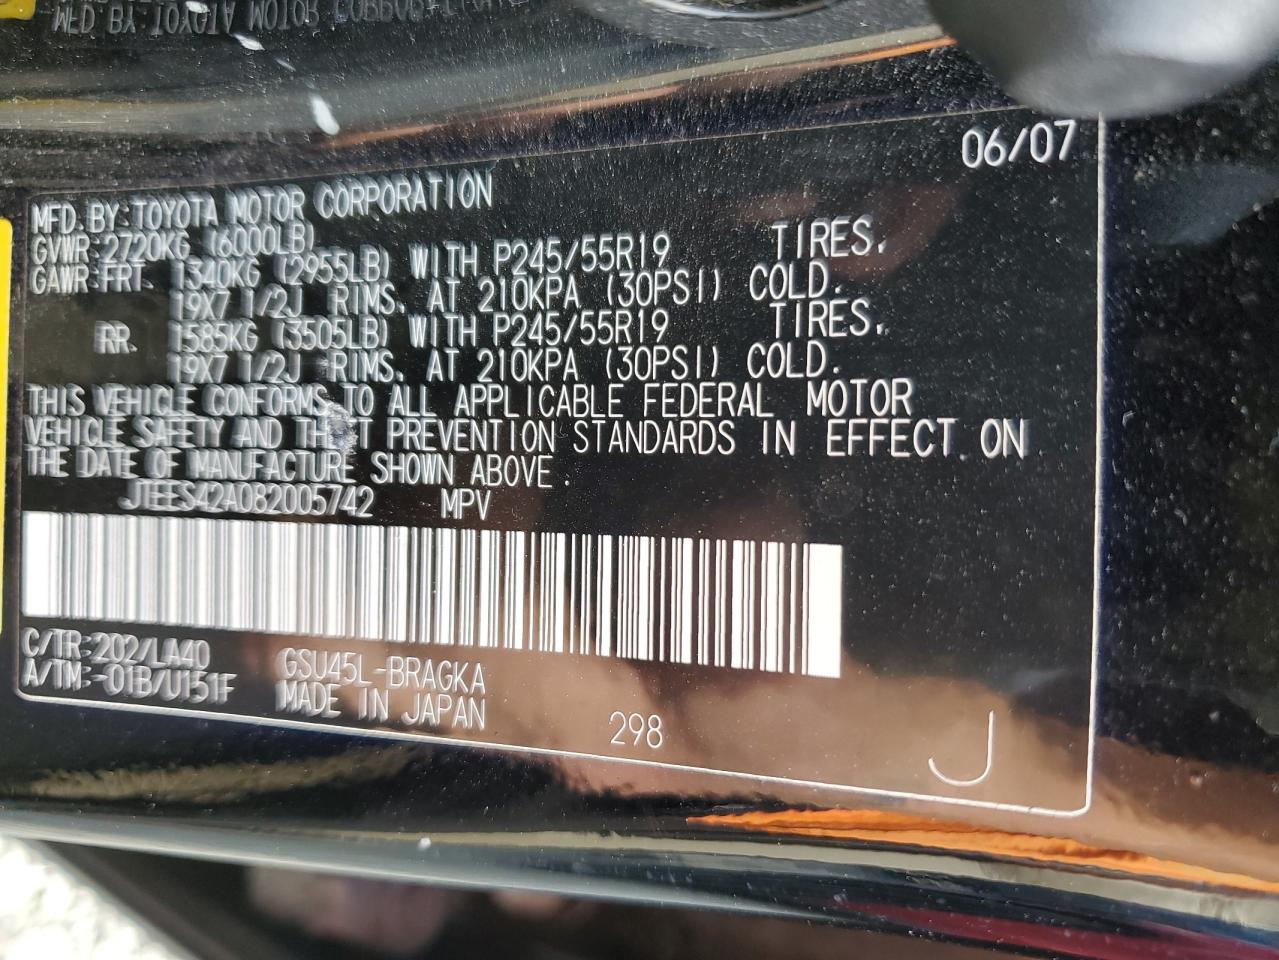 06/07
MFD. BY: TOYOTA MOTOR CORPORATION
GVWR: 2720KG (6000LB)
GAWR: FRT. 1340KG (2955LB) WITH P245/55R19 TIRES,
19X7 1/2J RIMS, AT 210KPA (30PSI) COLD.
RR. 1585KG (3505LB) WITH P245/55R19 TIRES,
19X7 1/2J RIMS, AT 210KPA (30PSI) COLD.
THIS VEHICLE CONFORMS TO ALL APPLICABLE FEDERAL MOTOR
VEHICLE SAFETY AND THEFT PREVENTION STANDARDS IN EFFECT ON
THE DATE OF MANUFACTURE SHOWN ABOVE.
JTEES42A082005742 MPV
C/TR: 202/LA40 GSU45L-BRAGKA
A/TM: -01B/U151F MADE IN JAPAN
298 J